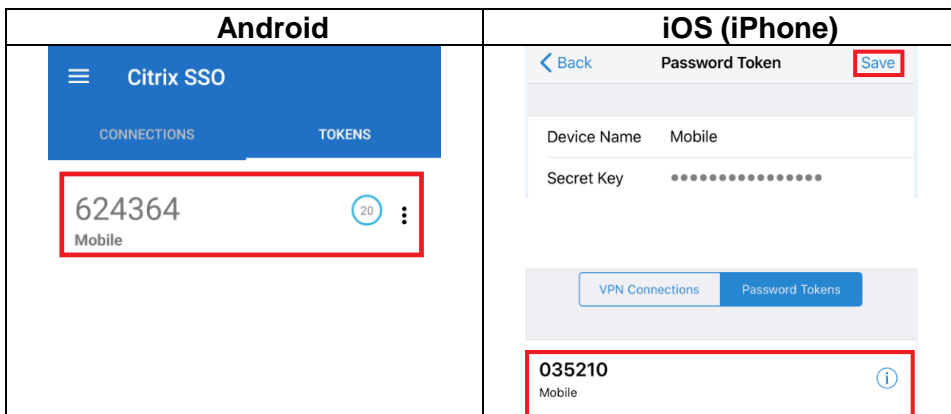 Android
iOS (iPhone)
Citrix SSO
CONNECTIONS TOKENS
624364
20
Mobile
Back Password Token Save
Device Name Mobile
Secret Key ••••••••••••••••
VPN Connections Password Tokens
035210
Mobile